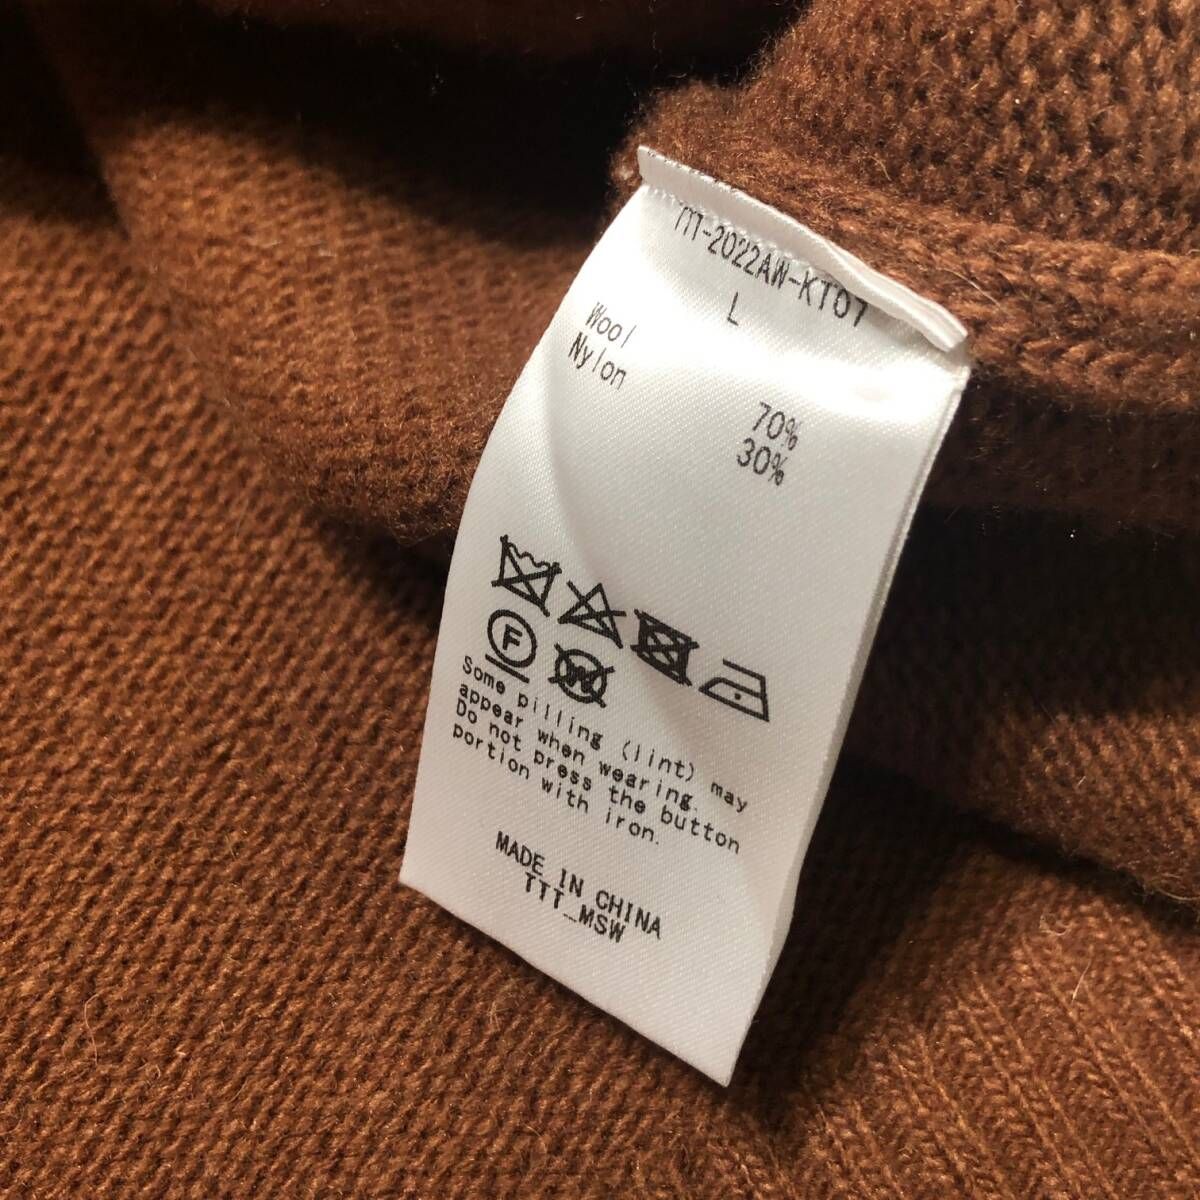 TTT-2022AW-KT07
L
Wool 70%
Nylon 30%
F
W
Some pilling (lint) may
appear when wearing.
Do not press the button
portion with iron.
MADE IN CHINA
TTT_MSW